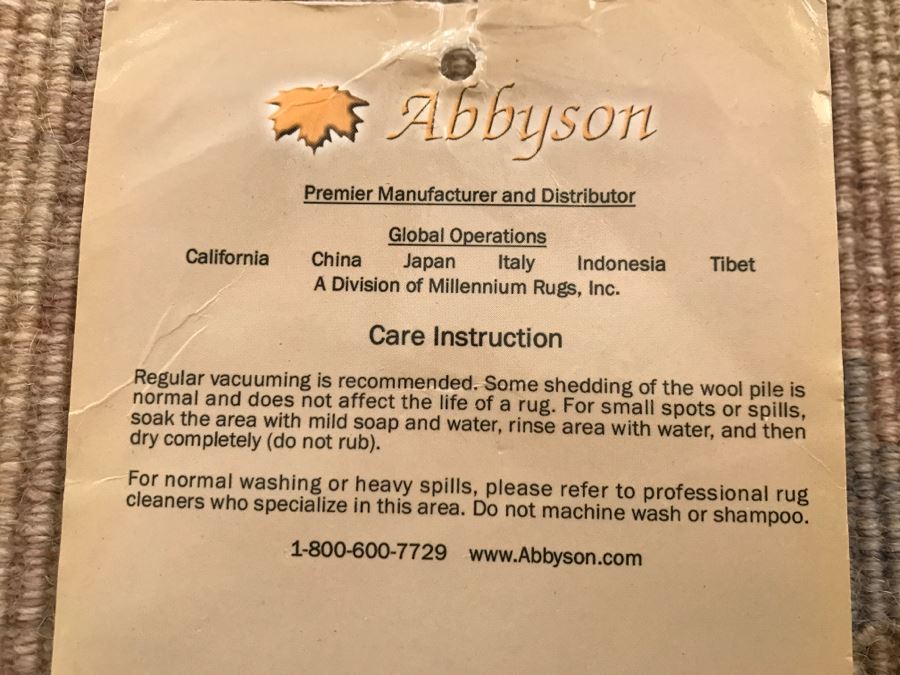 Abbyson
Premier Manufacturer and Distributor
Global Operations
California China Japan Italy Indonesia Tibet
A Division of Millennium Rugs, Inc.
Care Instruction
Regular vacuuming is recommended. Some shedding of the wool pile is
normal and does not affect the life of a rug. For small spots or spills,
soak the area with mild soap and water, rinse area with water, and then
dry completely (do not rub).
For normal washing or heavy spills, please refer to professional rug
cleaners who specialize in this area. Do not machine wash or shampoo.
1-800-600-7729 www.Abbyson.com